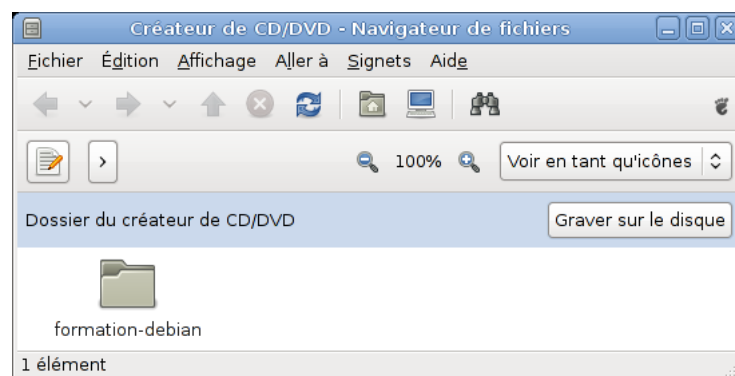 Créateur de CD/DVD - Navigateur de fichiers
Fichier Édition Affichage Aller à Signets Aide
100% Voir en tant qu'icônes
Dossier du créateur de CD/DVD Graver sur le disque
formation-debian
1 élément